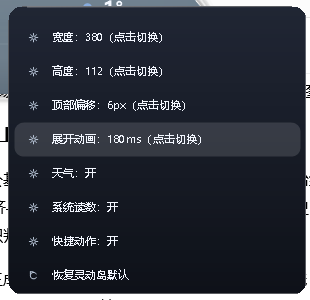 1°
宽度：380（点击切换）
高度：112（点击切换）
顶部偏移：6px（点击切换）
展开动画：180ms（点击切换）
天气：开
系统读数：开
快捷动作：开
恢复灵动岛默认